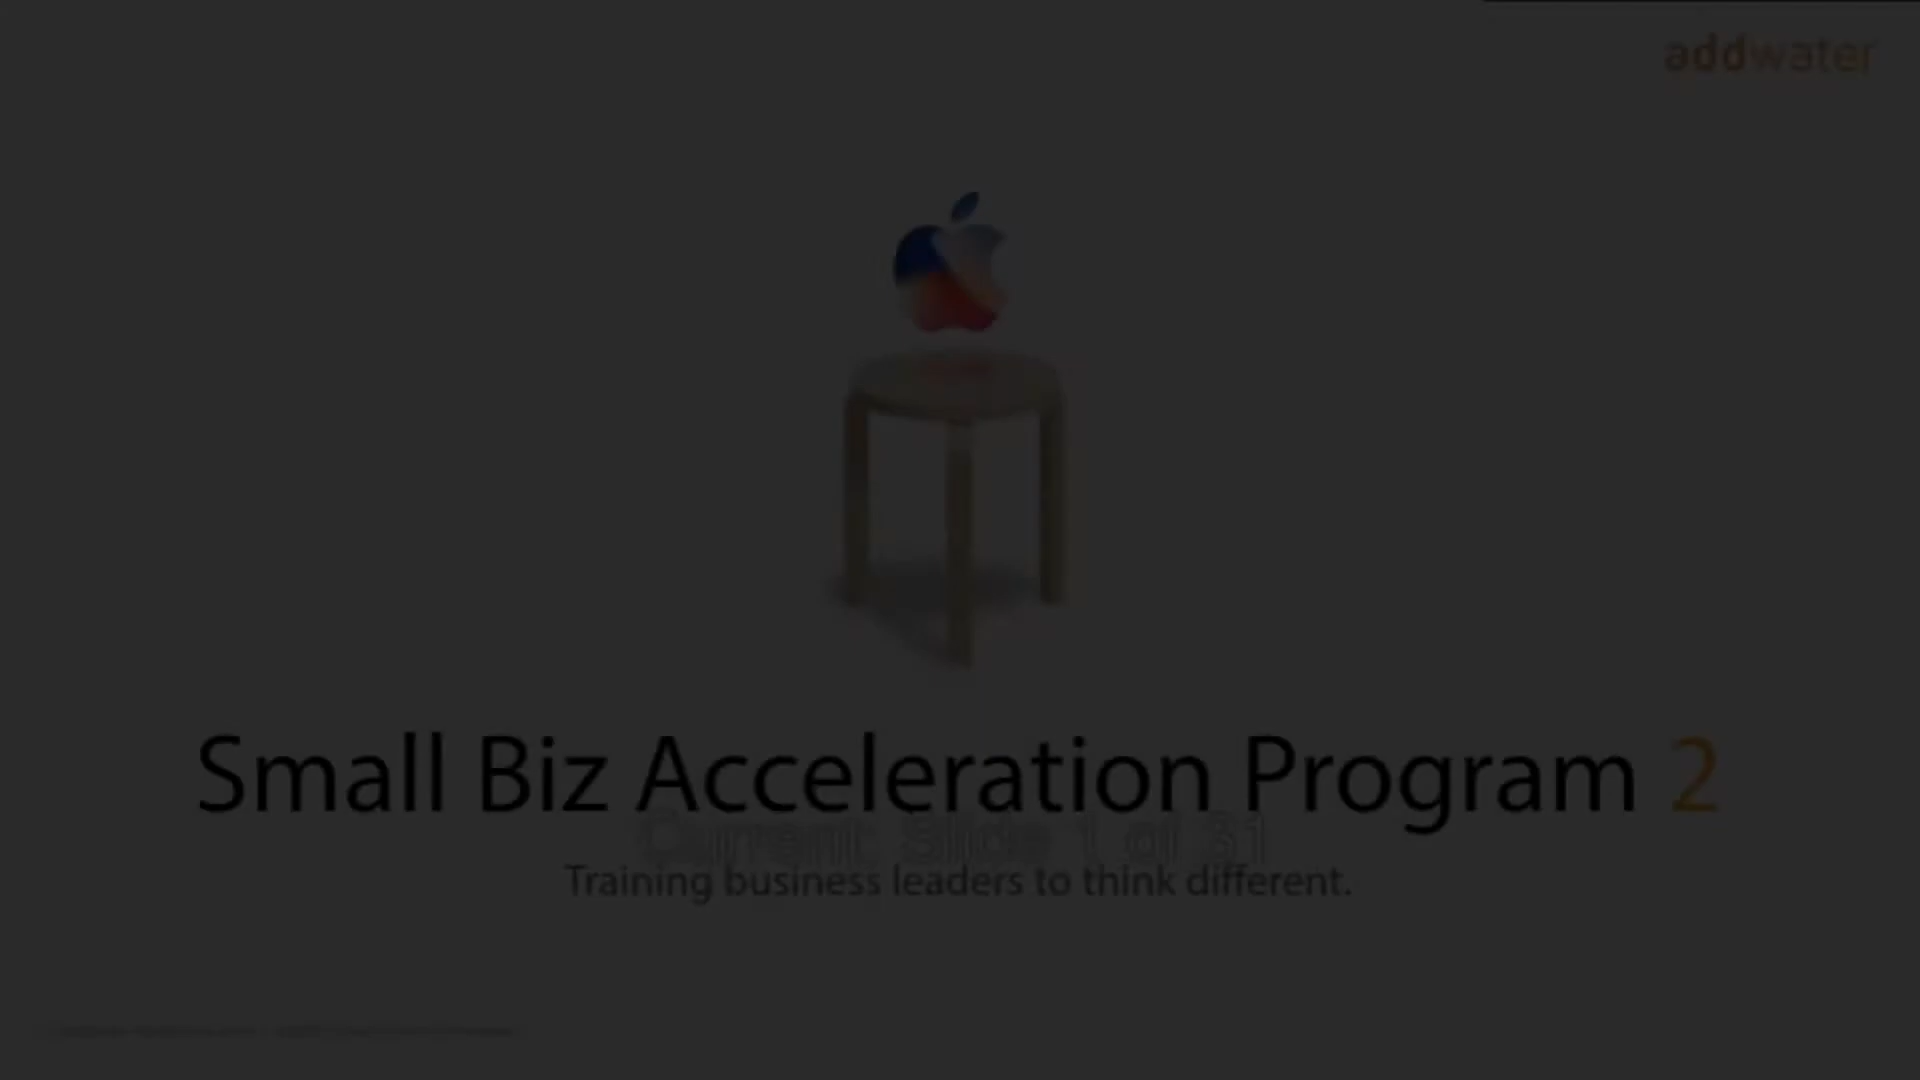 addwater
Small Biz Acceleration Program 2
Current: Slide 1 of 31
Training business leaders to think different.